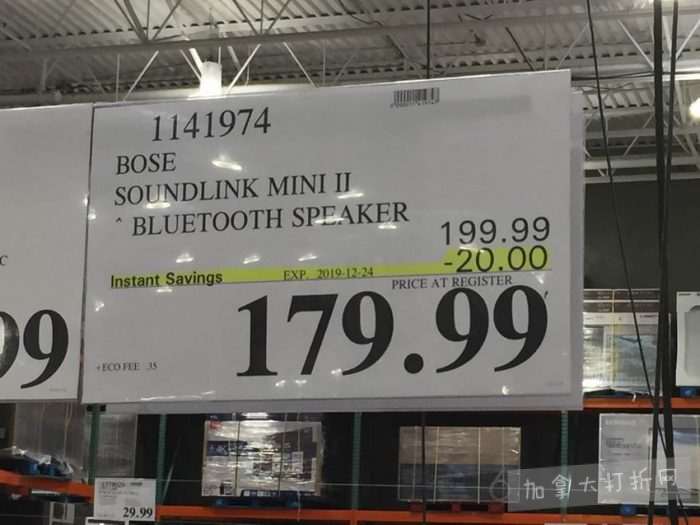 1141974
BOSE
SOUNDLINK MINI II
^ BLUETOOTH SPEAKER
199.99
-20.00
Instant Savings EXP. 2019-12-24
PRICE AT REGISTER
179.99
+ECO FEE .35
C
99
29.99
加拿大打折网